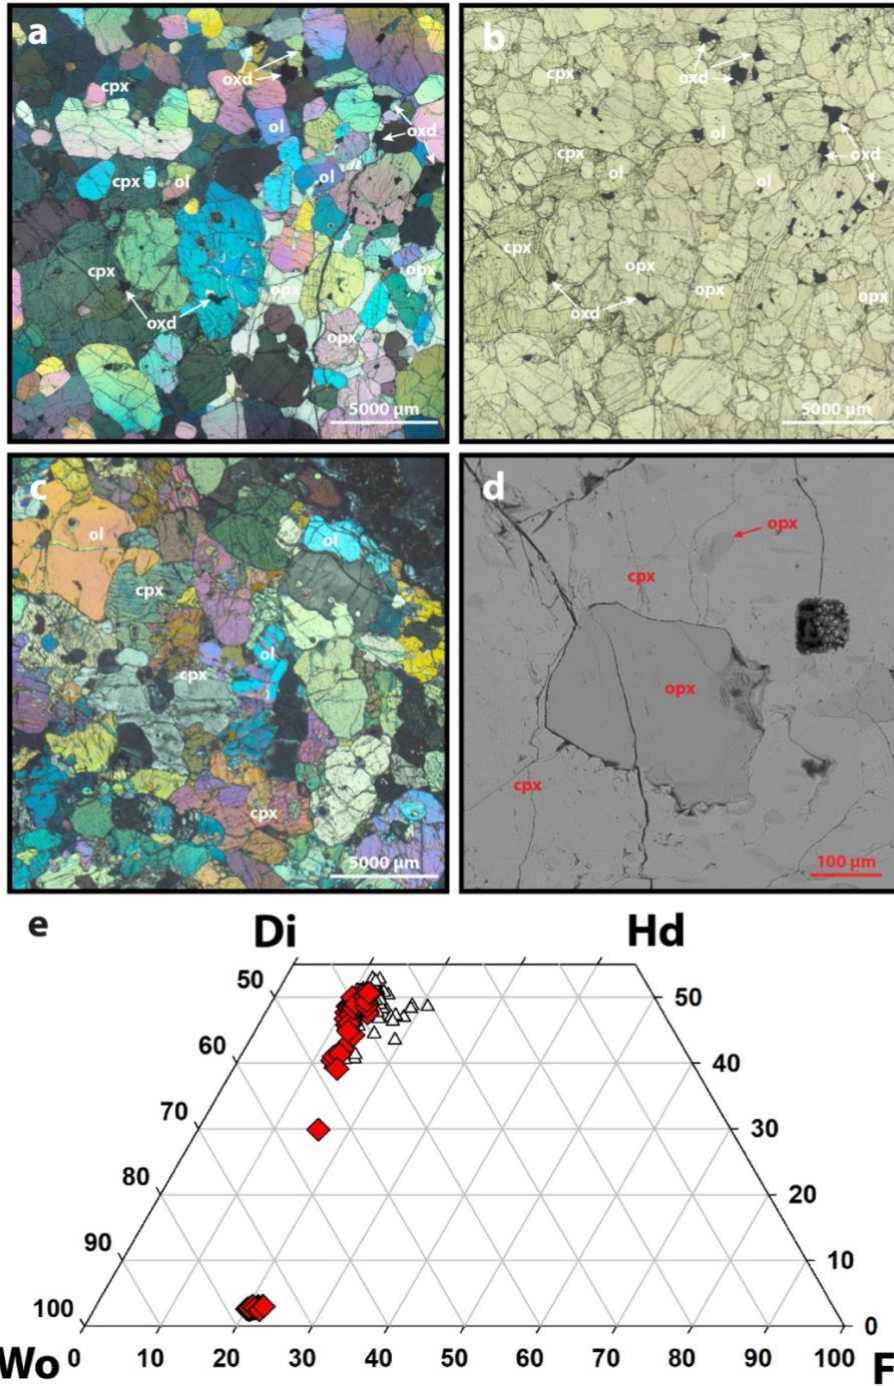 a
oxd
cpx
ol
oxd
cpx
ol
ol
cpx
opx
opx
oxd
opx
5000 µm
b
cpx
oxd
ol
cpx
oxd
ol
ol
cpx
opx
opx
opx
oxd
5000 µm
c
ol
ol
cpx
ol
cpx
cpx
5000 µm
d
opx
cpx
opx
cpx
100 µm
e
Di Hd
50 50
60 40
70 30
80 20
90 10
100 0
Wo 0 10 20 30 40 50 60 70 80 90 100 F